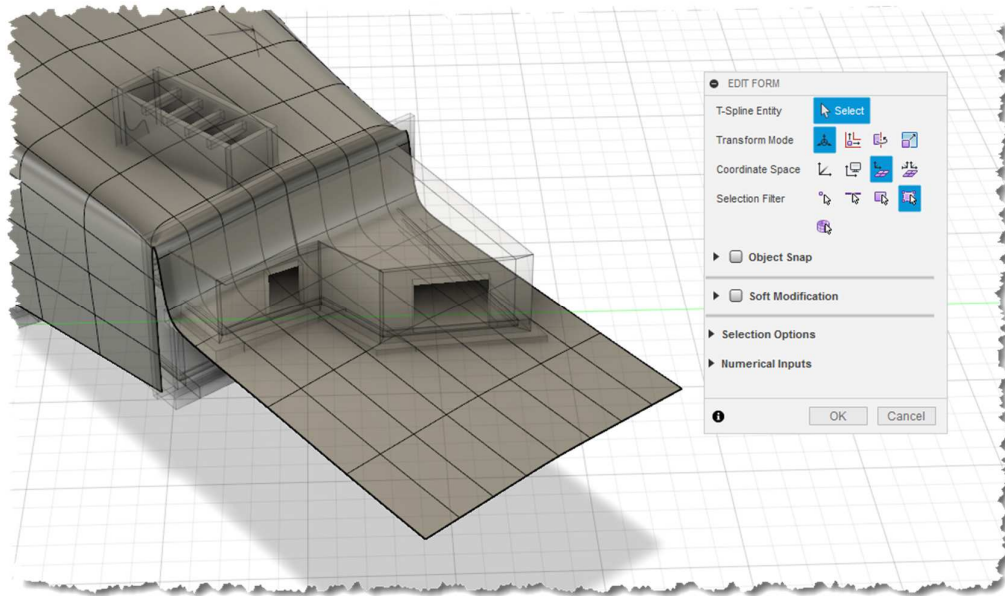 EDIT FORM
T-Spline Entity Select
Transform Mode
Coordinate Space
Selection Filter
Object Snap
Soft Modification
Selection Options
Numerical Inputs
OK Cancel